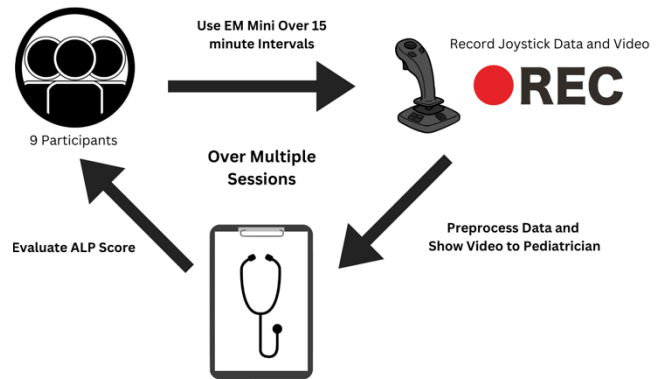 Use EM Mini Over 15
minute Intervals
Record Joystick Data and Video
REC
9 Participants
Over Multiple
Sessions
Evaluate ALP Score
Preprocess Data and
Show Video to Pediatrician